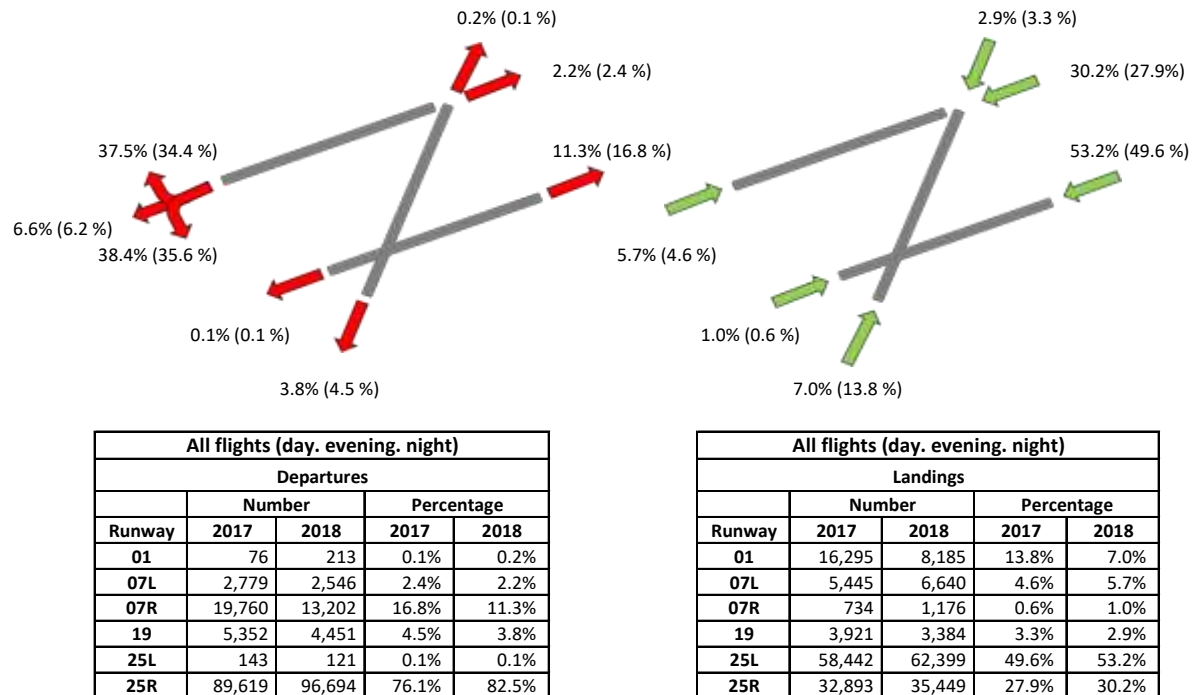 0.2% (0.1 %)
2.2% (2.4 %)
37.5% (34.4 %)
11.3% (16.8 %)
6.6% (6.2 %)
38.4% (35.6 %)
0.1% (0.1 %)
3.8% (4.5 %)
2.9% (3.3 %)
30.2% (27.9%)
53.2% (49.6 %)
5.7% (4.6 %)
1.0% (0.6 %)
7.0% (13.8 %)
All flights (day. evening. night)
Departures
Number Percentage
Runway 2017 2018 2017 2018
01 76 213 0.1% 0.2%
07L 2,779 2,546 2.4% 2.2%
07R 19,760 13,202 16.8% 11.3%
19 5,352 4,451 4.5% 3.8%
25L 143 121 0.1% 0.1%
25R 89,619 96,694 76.1% 82.5%
All flights (day. evening. night)
Landings
Number Percentage
Runway 2017 2018 2017 2018
01 16,295 8,185 13.8% 7.0%
07L 5,445 6,640 4.6% 5.7%
07R 734 1,176 0.6% 1.0%
19 3,921 3,384 3.3% 2.9%
25L 58,442 62,399 49.6% 53.2%
25R 32,893 35,449 27.9% 30.2%